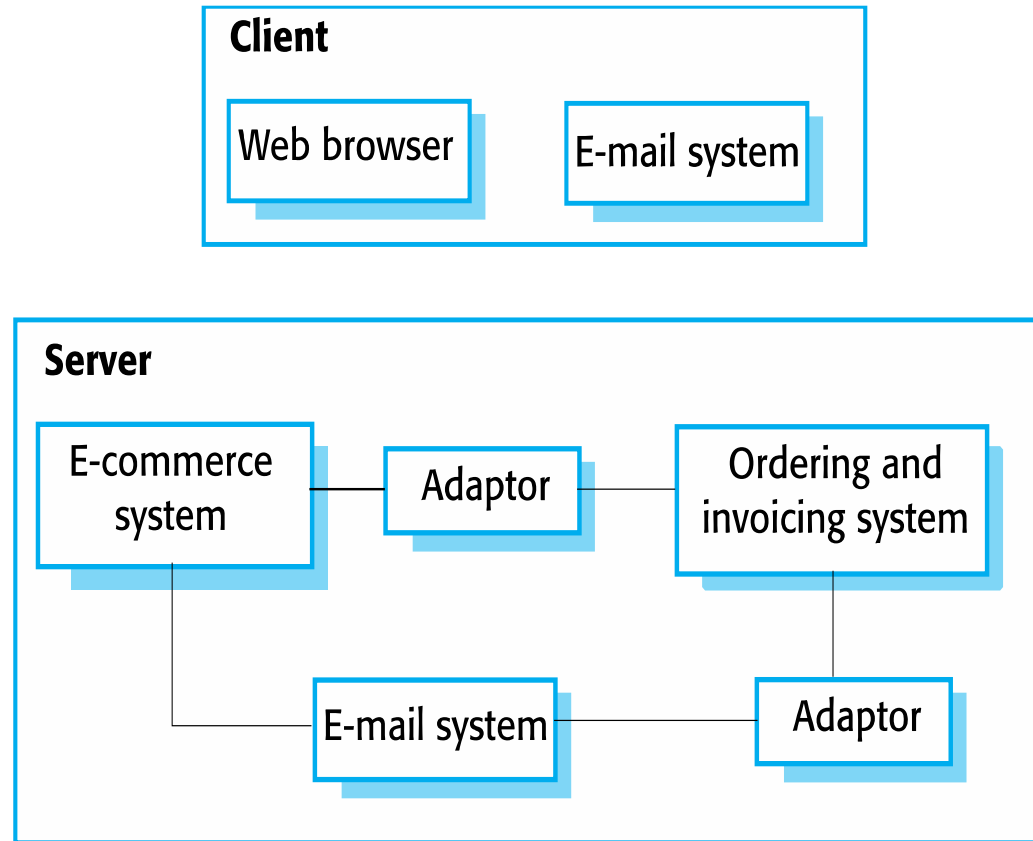 Client
Web browser
E-mail system
Server
E-commerce
system
Adaptor
Ordering and
invoicing system
E-mail system
Adaptor